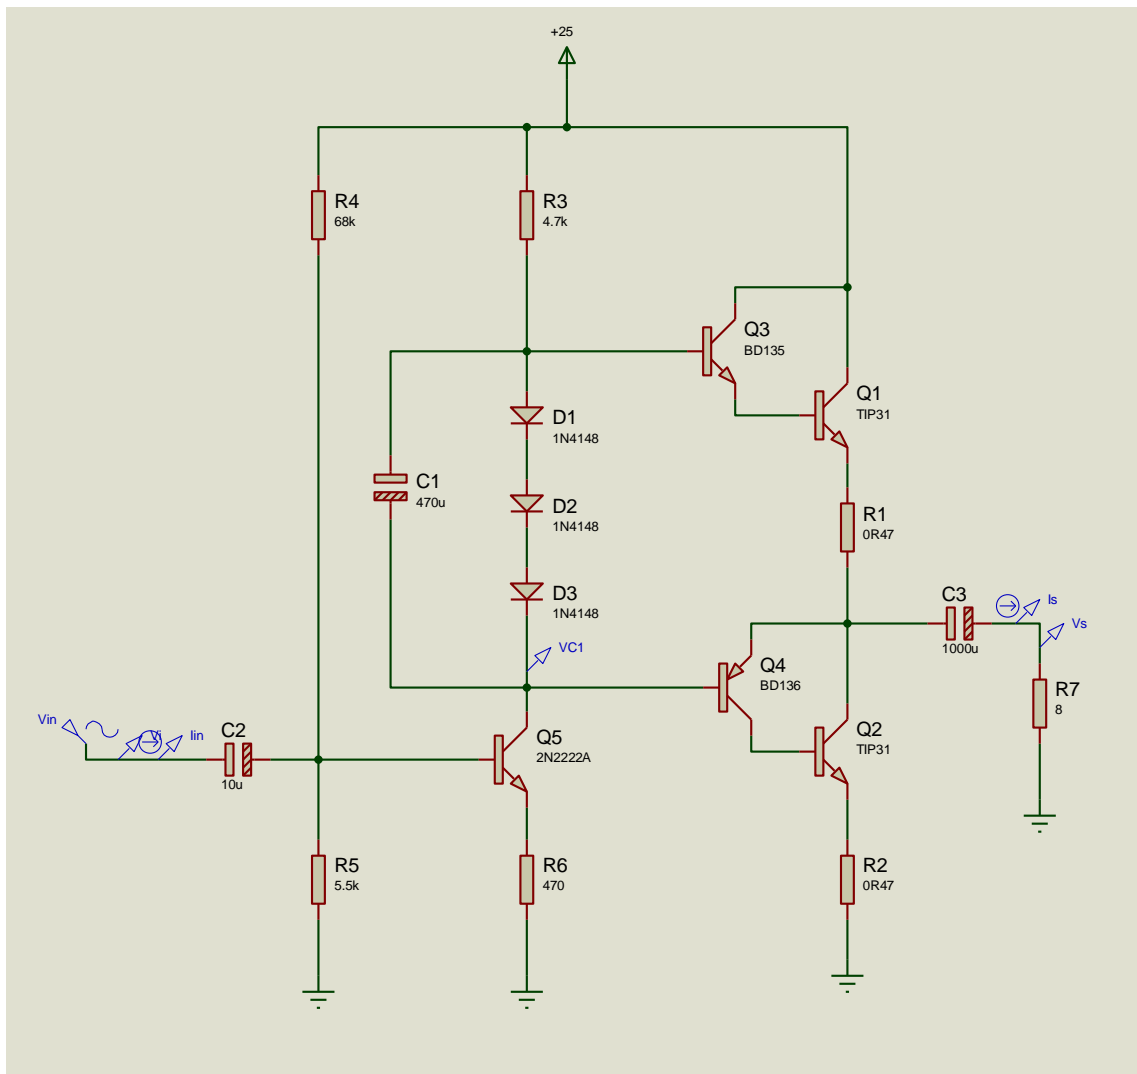 +25
R4
68k
R3
4.7k
Q3
BD135
Q1
TIP31
D1
1N4148
C1
470u
D2
1N4148
R1
0R47
D3
1N4148
C3
1000u
Is
Vs
VC1
Q4
BD136
R7
8
Vin
Vi
Iin
C2
10u
Q5
2N2222A
Q2
TIP31
R5
5.5k
R6
470
R2
0R47